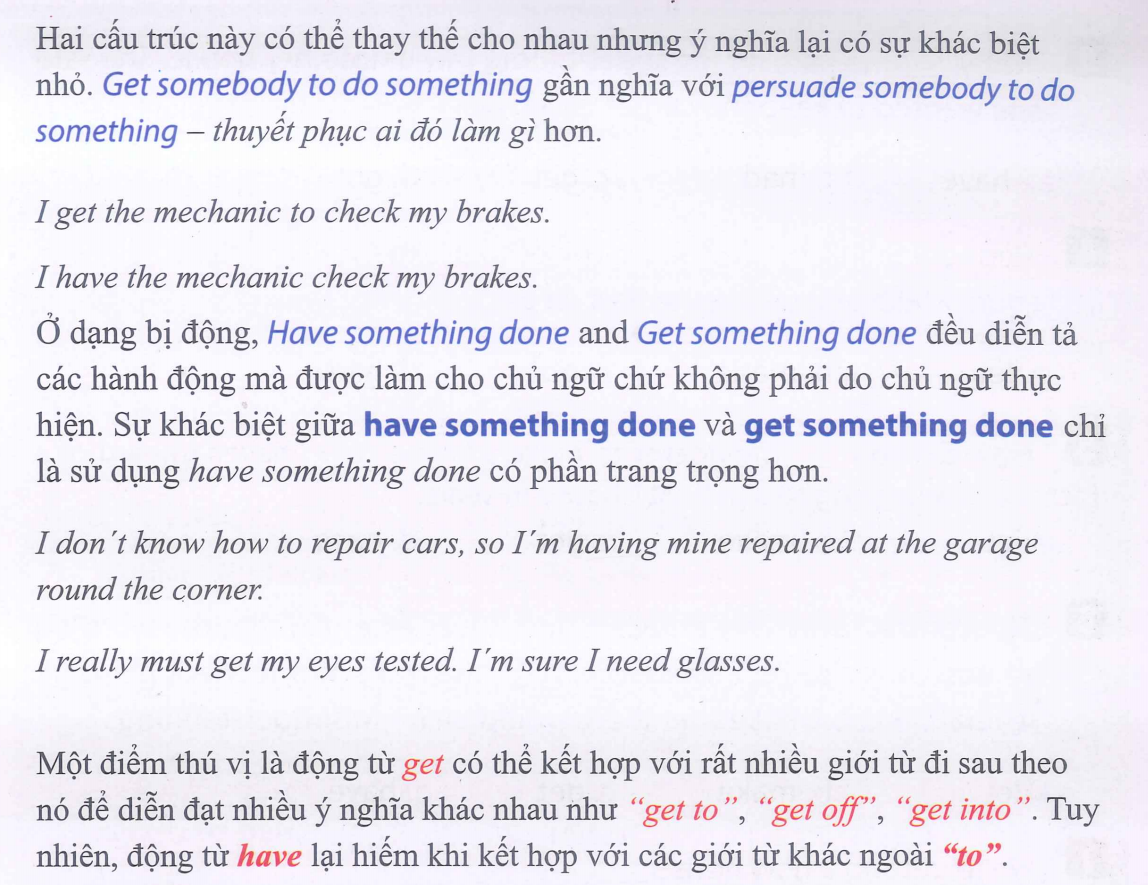 Hai cấu trúc này có thể thay thế cho nhau nhưng ý nghĩa lại có sự khác biệt
nhỏ. Get somebody to do something gần nghĩa với persuade somebody to do
something – thuyết phục ai đó làm gì hơn.
I get the mechanic to check my brakes.
I have the mechanic check my brakes.
Ở dạng bị động, Have something done and Get something done đều diễn tả
các hành động mà được làm cho chủ ngữ chứ không phải do chủ ngữ thực
hiện. Sự khác biệt giữa have something done và get something done chỉ
là sử dụng have something done có phần trang trọng hơn.
I don´t know how to repair cars, so I´m having mine repaired at the garage
round the corner.
I really must get my eyes tested. I´m sure I need glasses.
Một điểm thú vị là động từ get có thể kết hợp với rất nhiều giới từ đi sau theo
nó để diễn đạt nhiều ý nghĩa khác nhau như “get to”, “get off”, “get into”. Tuy
nhiên, động từ have lại hiếm khi kết hợp với các giới từ khác ngoài “to”.